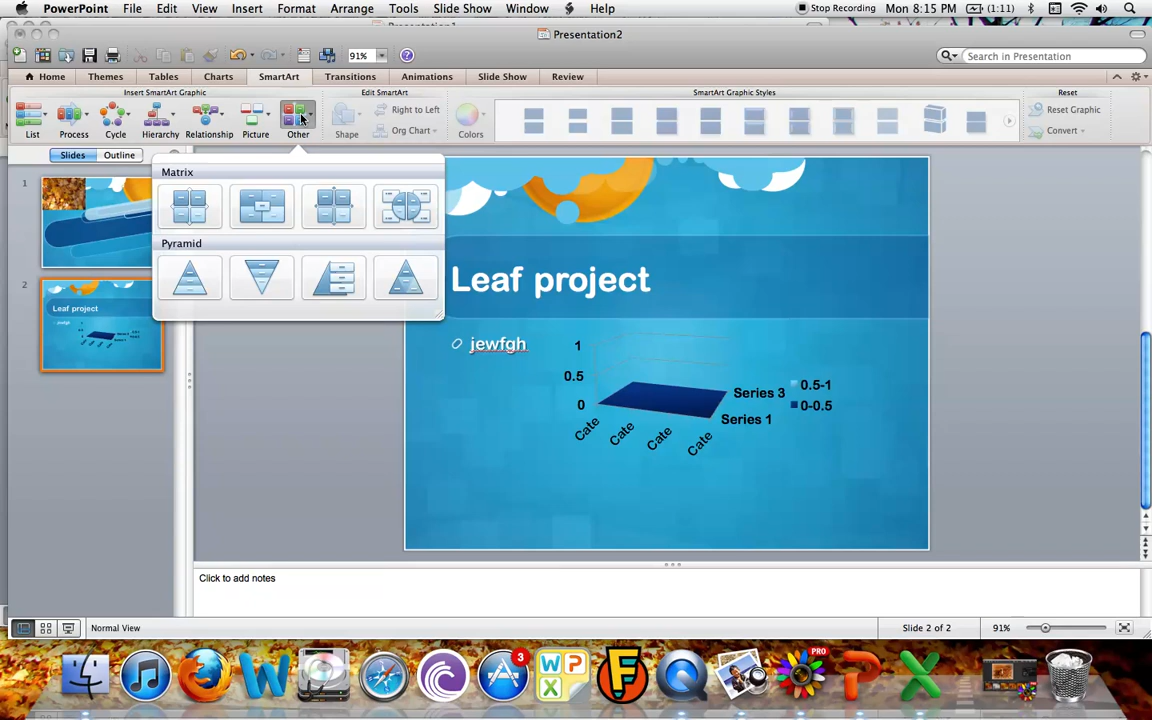 PowerPoint File Edit View Insert Format Arrange Tools Slide Show Window Help Stop Recording Mon 8:15 PM (1:11)
Presentation2
91% Search in Presentation
Home Themes Tables Charts SmartArt Transitions Animations Slide Show Review
Insert SmartArt Graphic Edit SmartArt SmartArt Graphic Styles Reset
Right to Left Reset Graphic
List Process Cycle Hierarchy Relationship Picture Other Shape Org Chart Colors Convert
Slides Outline
Matrix
Pyramid
1
2
Leaf project
jewfgh
Leaf project
jewfgh
1
0.5
0
Cate
Cate
Cate
Cate
Series 3
Series 1
0.5-1
0-0.5
Click to add notes
Normal View Slide 2 of 2 91%
3
W P
X
PRO